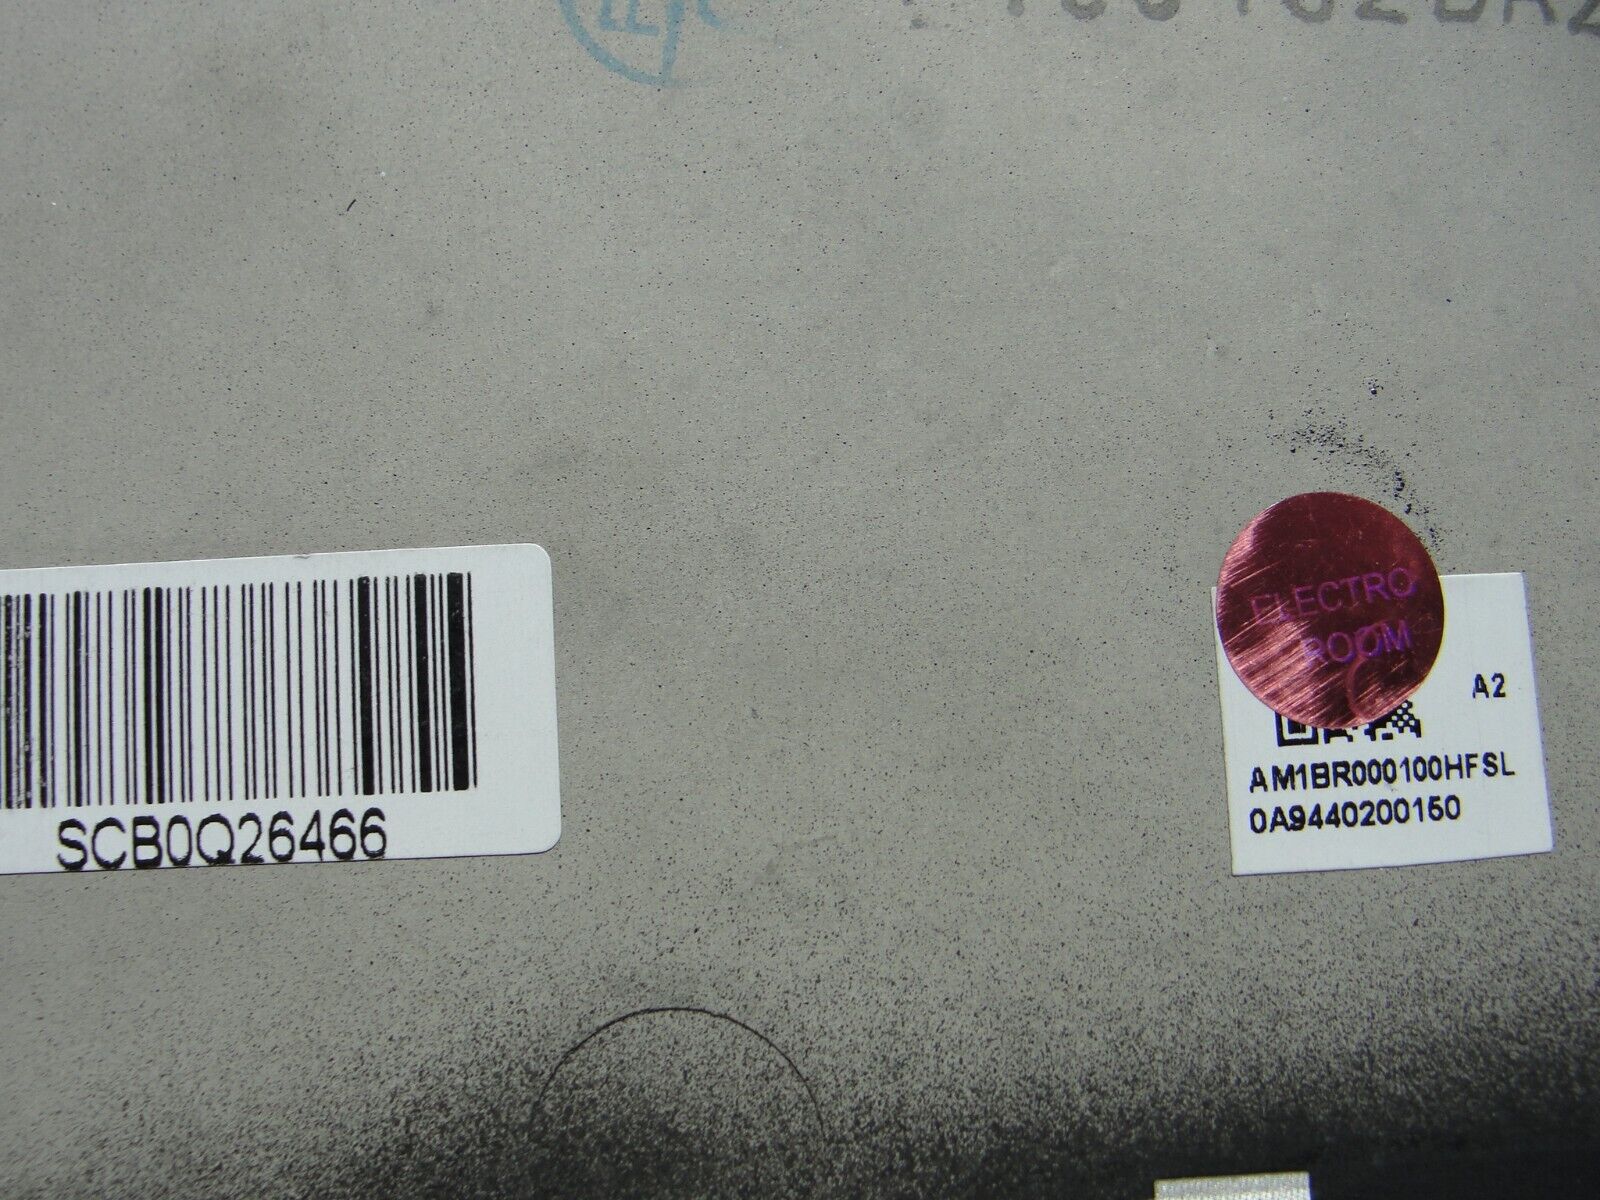 SCB0Q26466
ELECTRO
ROOM
A2
AM1BR000100HFSL
0A9440200150